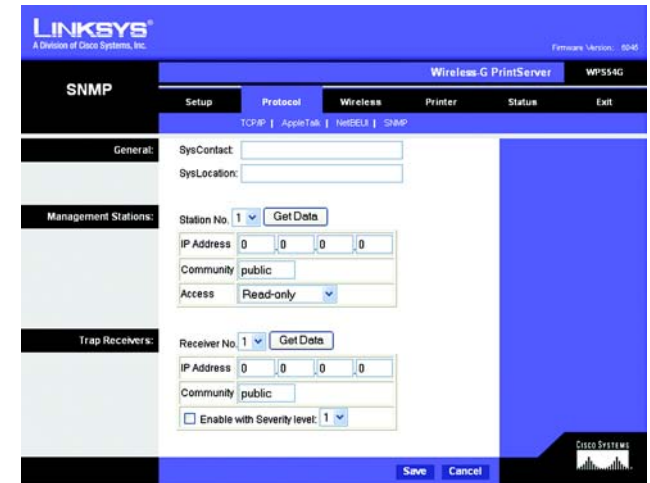 LINKSYS®
A Division of Cisco Systems, Inc.
Firmware Version: 6046
SNMP
Wireless-G PrintServer WPS54G
Setup Protocol Wireless Printer Status Exit
TCP/IP | AppleTalk | NetBEUI | SNMP
General: SysContact:
SysLocation:
Management Stations: Station No. 1 Get Data
IP Address 0 . 0 . 0 . 0
Community public
Access Read-only
Trap Receivers: Receiver No. 1 Get Data
IP Address 0 . 0 . 0 . 0
Community public
Enable with Severity level: 1
CISCO SYSTEMS
Save Cancel